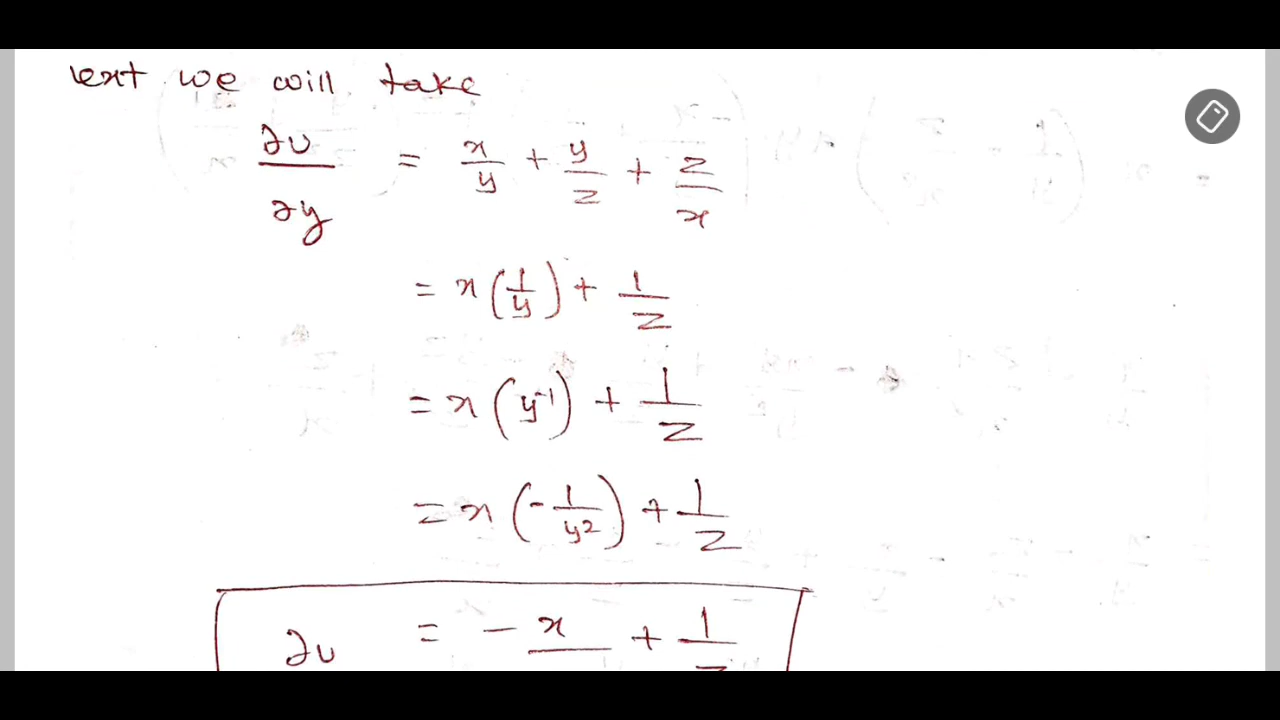 next we will take
∂u/∂y = x/y + y/z + z/x
= x(1/y) + 1/z
= x(y⁻¹) + 1/z
= x(-1/y²) + 1/z
∂u = -x + 1